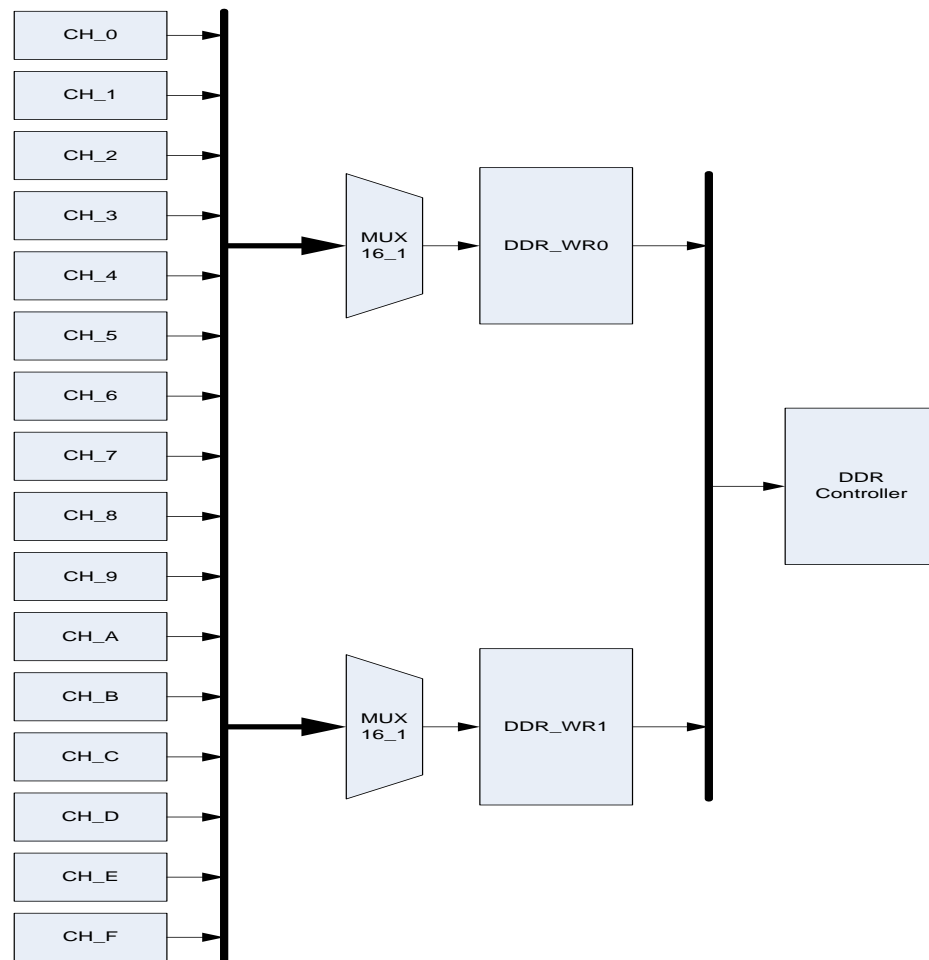 CH_0
CH_1
CH_2
CH_3
CH_4
CH_5
CH_6
CH_7
CH_8
CH_9
CH_A
CH_B
CH_C
CH_D
CH_E
CH_F
MUX
16_1
DDR_WR0
MUX
16_1
DDR_WR1
DDR
Controller